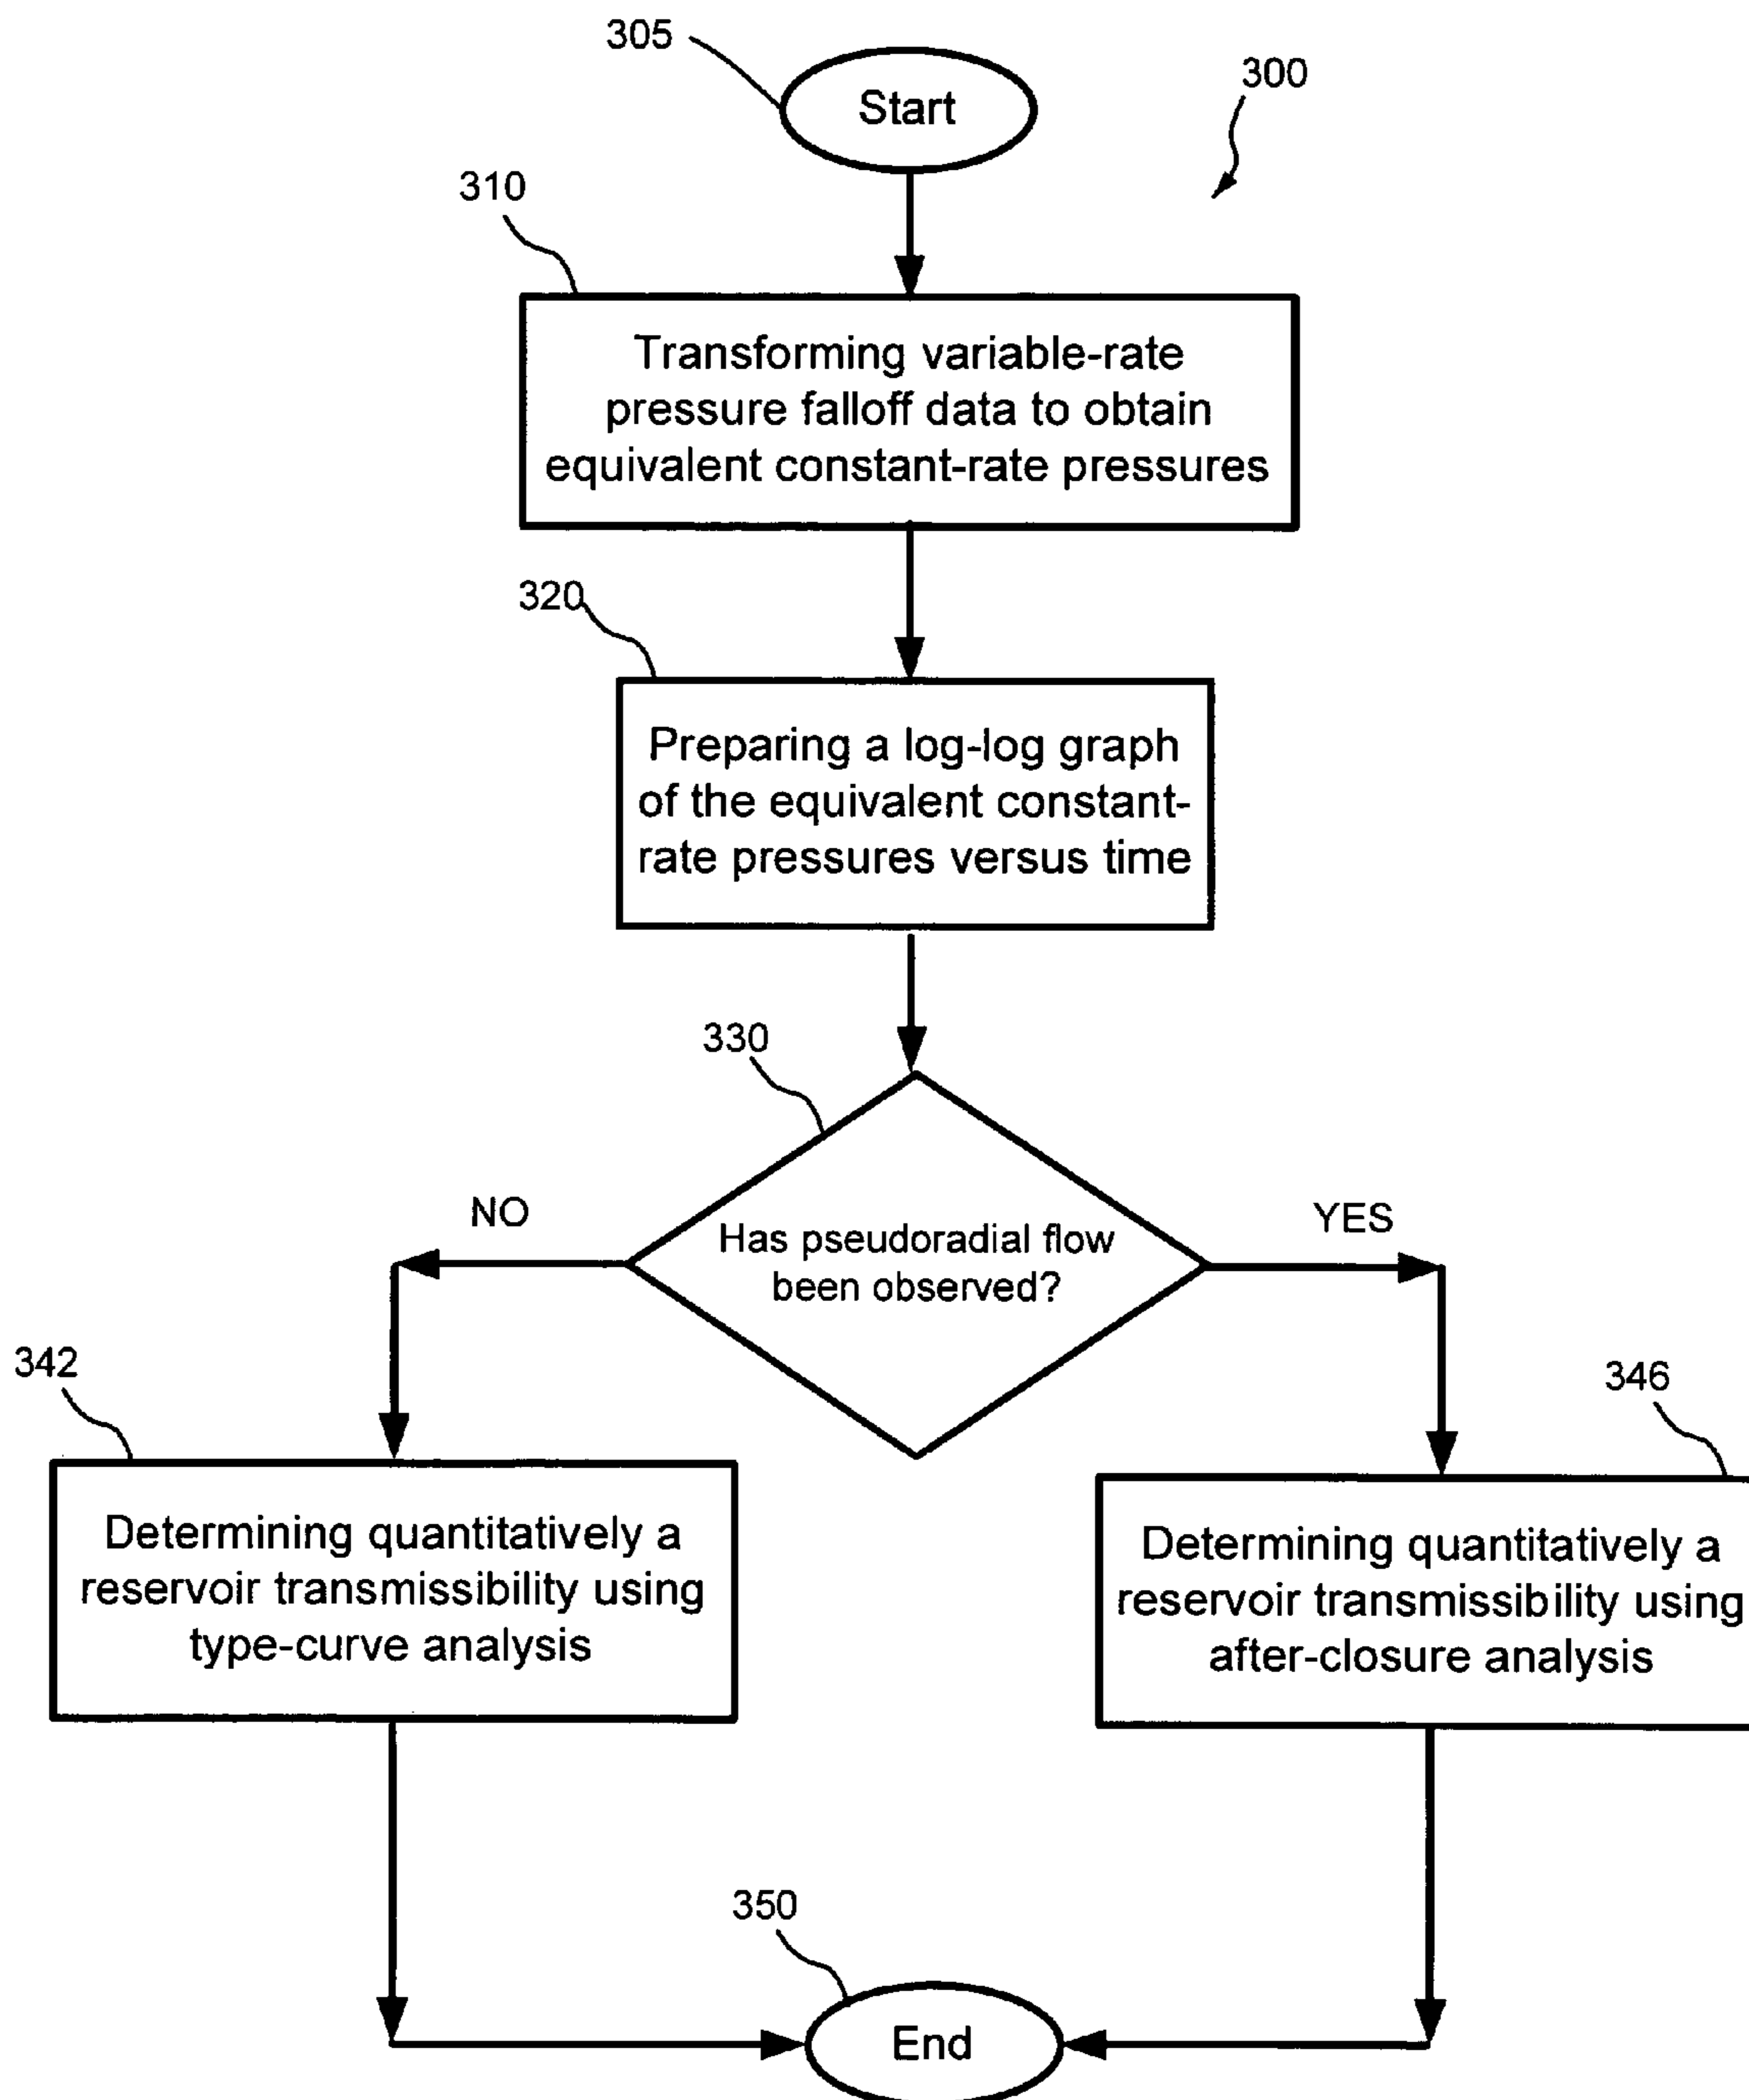 305
Start
300
310
Transforming variable-rate
pressure falloff data to obtain
equivalent constant-rate pressures
320
Preparing a log-log graph
of the equivalent constant-
rate pressures versus time
330
NO
Has pseudoradial flow
been observed?
YES
342
346
Determining quantitatively a
reservoir transmissibility using
type-curve analysis
Determining quantitatively a
reservoir transmissibility using
after-closure analysis
350
End